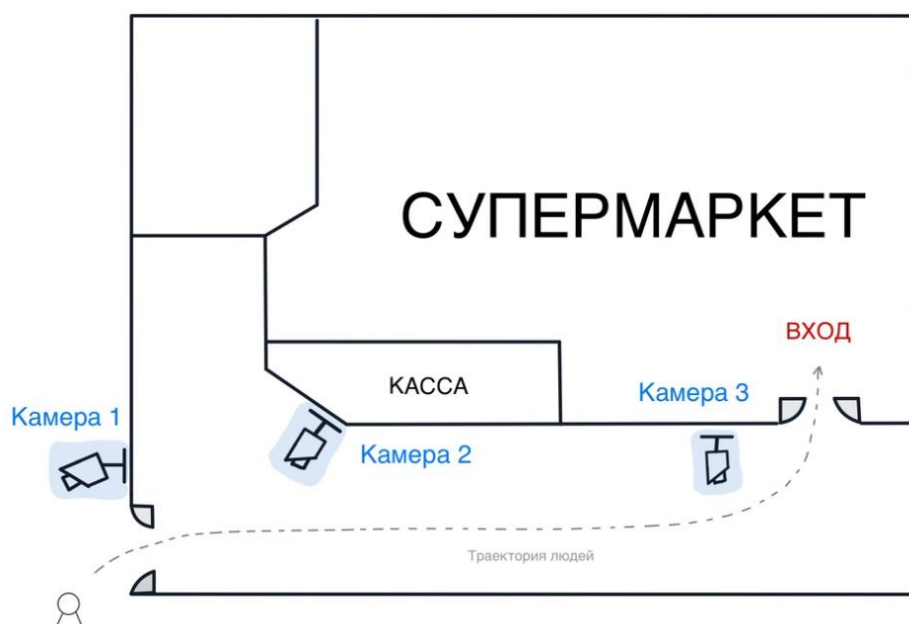 СУПЕРМАРКЕТ
ВХОД
КАССА
Камера 3
Камера 1
Камера 2
Траектория людей